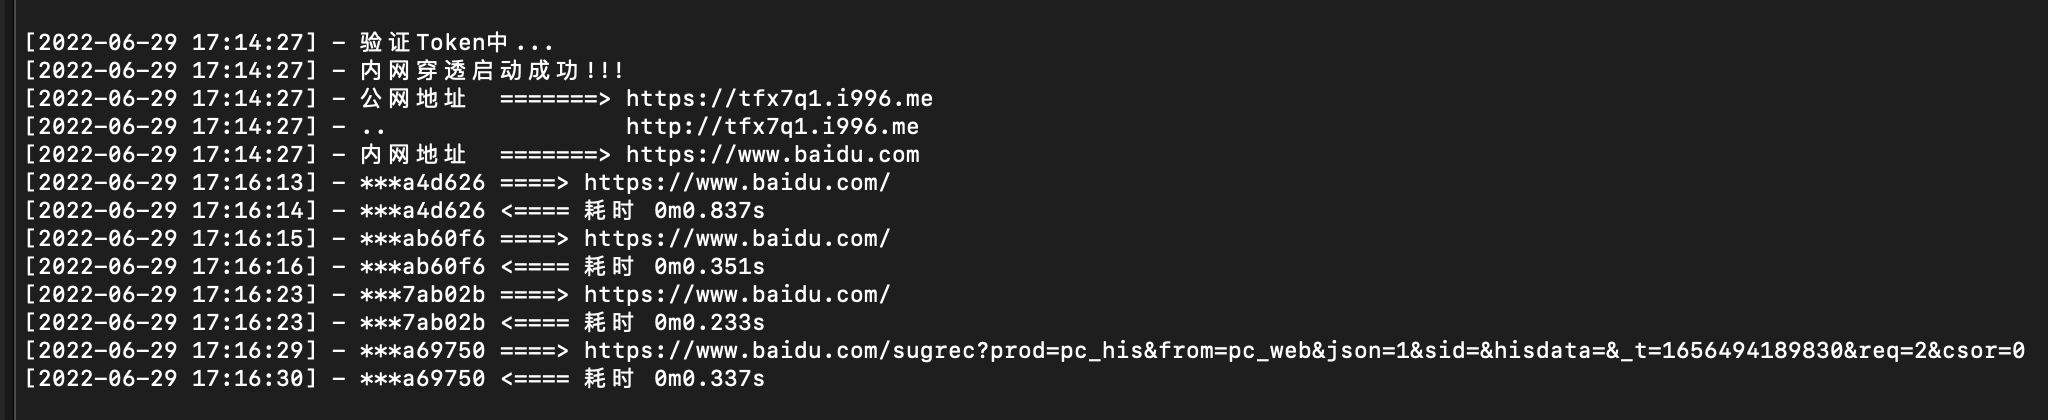 [2022-06-29 17:14:27] - 验证Token中...
[2022-06-29 17:14:27] - 内网穿透启动成功!!!
[2022-06-29 17:14:27] - 公网地址  =======> https://tfx7q1.i996.me
[2022-06-29 17:14:27] - ..                 http://tfx7q1.i996.me
[2022-06-29 17:14:27] - 内网地址  =======> https://www.baidu.com
[2022-06-29 17:16:13] - ***a4d626 ====> https://www.baidu.com/
[2022-06-29 17:16:14] - ***a4d626 <==== 耗时 0m0.837s
[2022-06-29 17:16:15] - ***ab60f6 ====> https://www.baidu.com/
[2022-06-29 17:16:16] - ***ab60f6 <==== 耗时 0m0.351s
[2022-06-29 17:16:23] - ***7ab02b ====> https://www.baidu.com/
[2022-06-29 17:16:23] - ***7ab02b <==== 耗时 0m0.233s
[2022-06-29 17:16:29] - ***a69750 ====> https://www.baidu.com/sugrec?prod=pc_his&from=pc_web&json=1&sid=&hisdata=&_t=1656494189830&req=2&csor=0
[2022-06-29 17:16:30] - ***a69750 <==== 耗时 0m0.337s